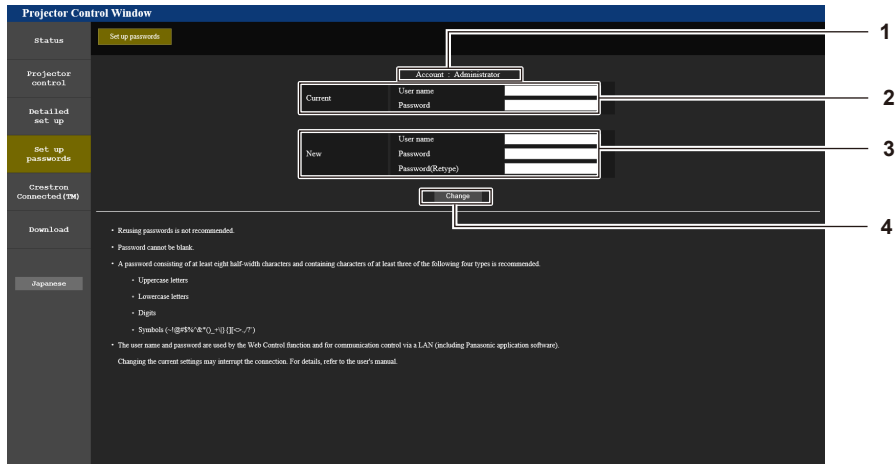 Projector Control Window
Status
Projector
control
Detailed
set up
Set up
passwords
Crestron
Connected(TM)
Download
Japanese
Set up passwords
1
Account : Administrator
Current
User name
Password
2
New
User name
Password
Password(Retype)
3
Change
4
• Reusing passwords is not recommended.
• Password cannot be blank.
• A password consisting of at least eight half-width characters and containing characters of at least three of the following four types is recommended.
• Uppercase letters
• Lowercase letters
• Digits
• Symbols (~!@#$%^&*()_+\|}{][<>.,/?')
• The user name and password are used by the Web Control function and for communication control via a LAN (including Panasonic application software).
Changing the current settings may interrupt the connection. For details, refer to the user's manual.